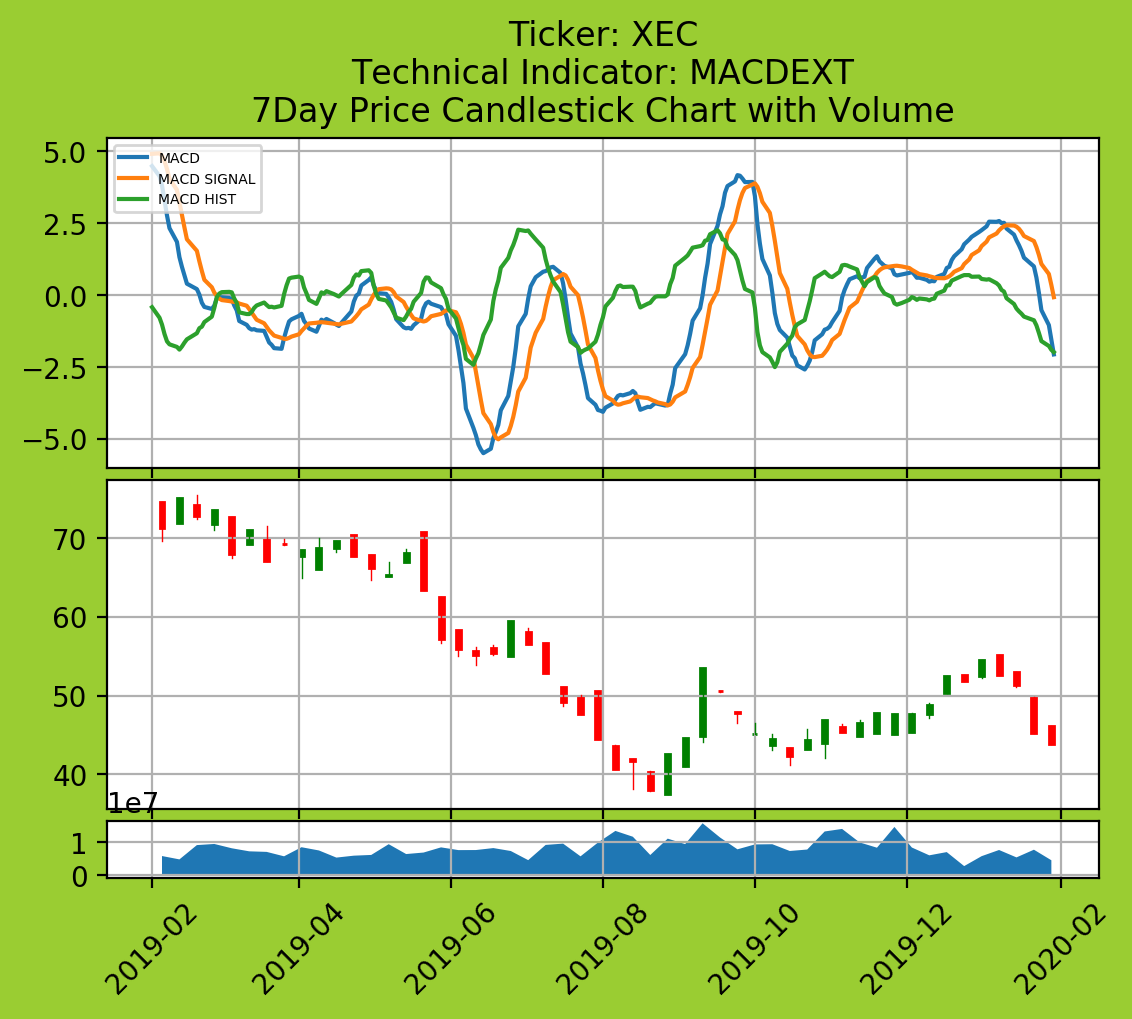 Ticker: XEC
Technical Indicator: MACDEXT
7Day Price Candlestick Chart with Volume
5.0
2.5
0.0
−2.5
−5.0
MACD
MACD SIGNAL
MACD HIST
70
60
50
40
1e7
1
0
2019-02
2019-04
2019-06
2019-08
2019-10
2019-12
2020-02